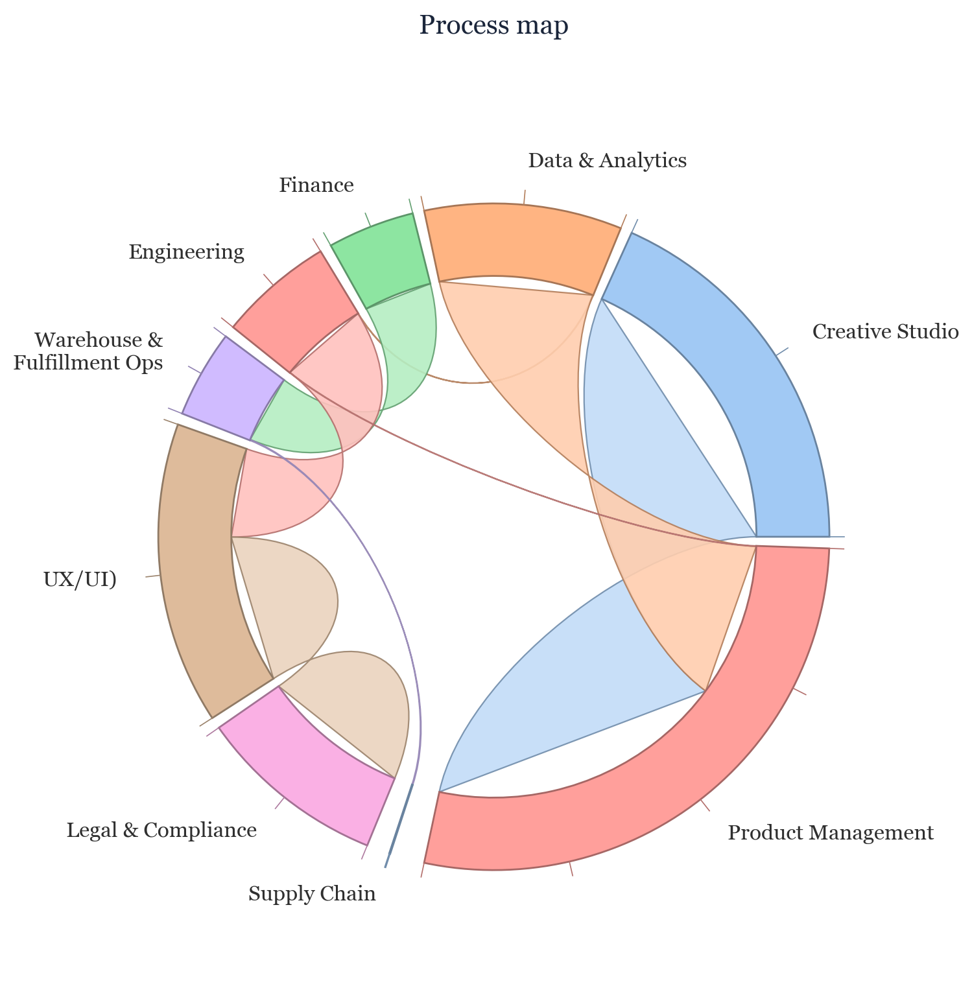 Process map
Data & Analytics
Finance
Engineering
Creative Studio
Warehouse &
Fulfillment Ops
UX/UI)
Legal & Compliance
Product Management
Supply Chain